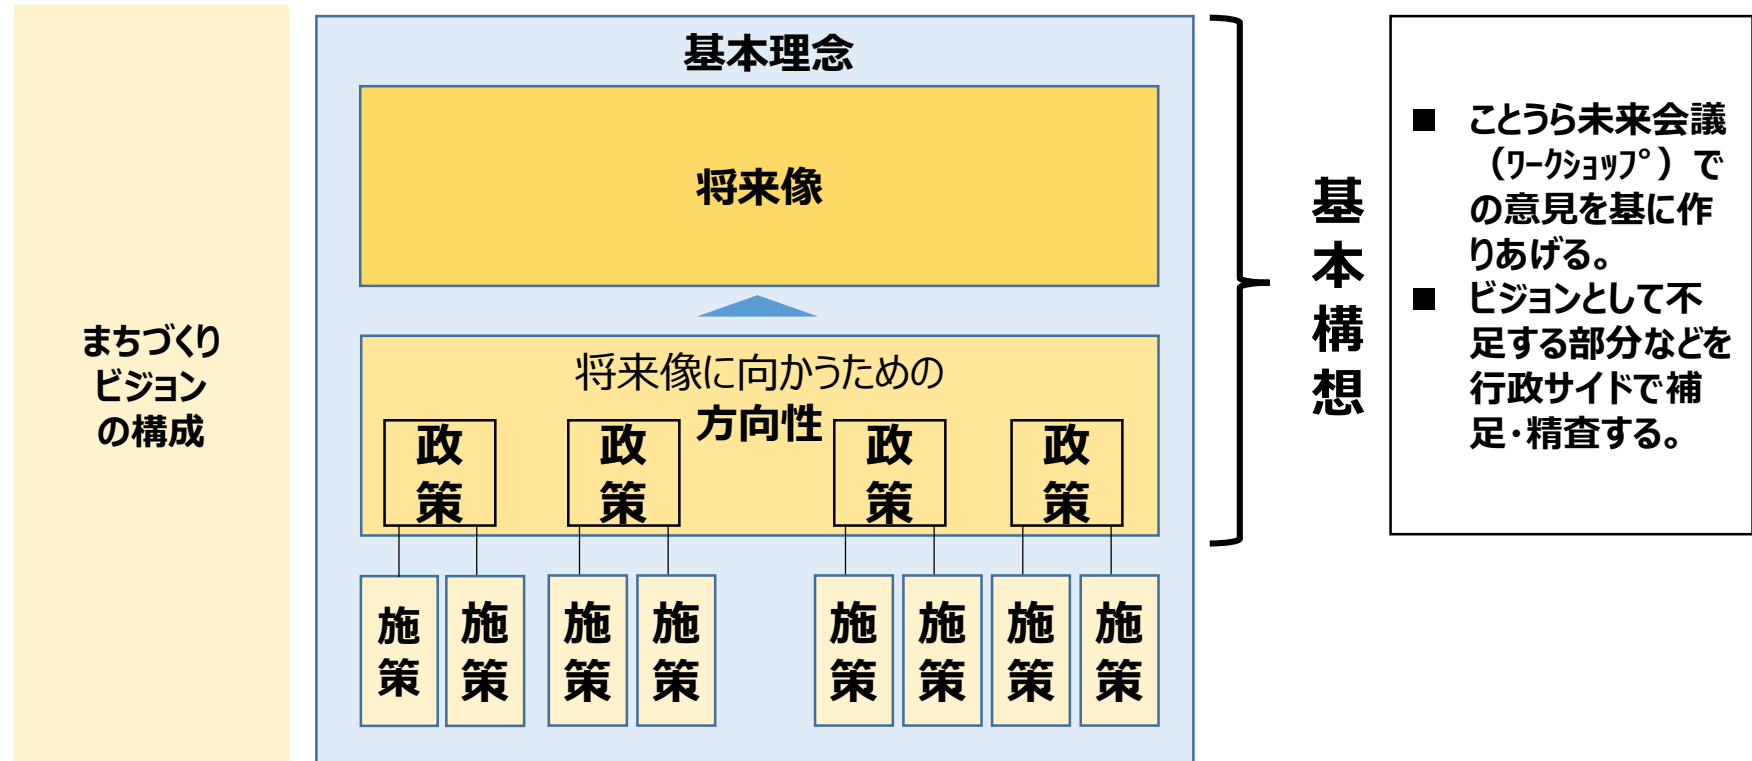 まちづくり
ビジョン
の構成
基本理念
将来像
将来像に向かうための
方向性
政策
政策
政策
政策
施策
施策
施策
施策
施策
施策
施策
施策
基本構想
■ ことうら未来会議
（ﾜｰｸｼｮｯﾌﾟ）で
の意見を基に作
りあげる。
■ ビジョンとして不
足する部分などを
行政サイドで補
足・精査する。